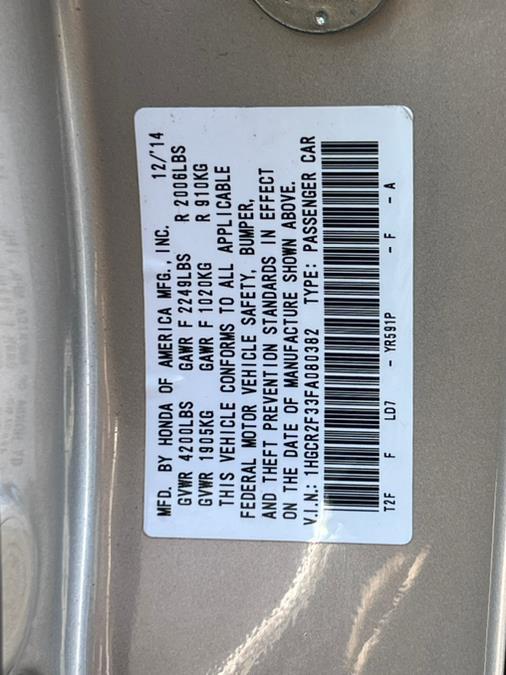 MFD. BY HONDA OF AMERICA MFG., INC. 12/'14
GVWR 4200LBS GAWR F 2249LBS R 2006LBS
GVWR 1905KG GAWR F 1020KG R 910KG
THIS VEHICLE CONFORMS TO ALL APPLICABLE
FEDERAL MOTOR VEHICLE SAFETY, BUMPER,
AND THEFT PREVENTION STANDARDS IN EFFECT
ON THE DATE OF MANUFACTURE SHOWN ABOVE.
V.I.N.: 1HGCR2F33FA080382 TYPE: PASSENGER CAR
T2F F LD7 - YR591P - F - A